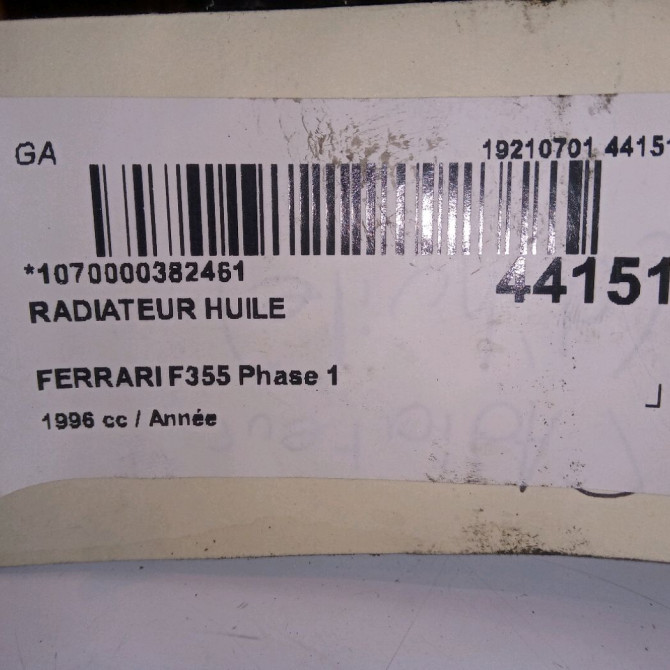 GA
19210701 44151
*1070000382461
44151
RADIATEUR HUILE
FERRARI F355 Phase 1
1996 cc / Année